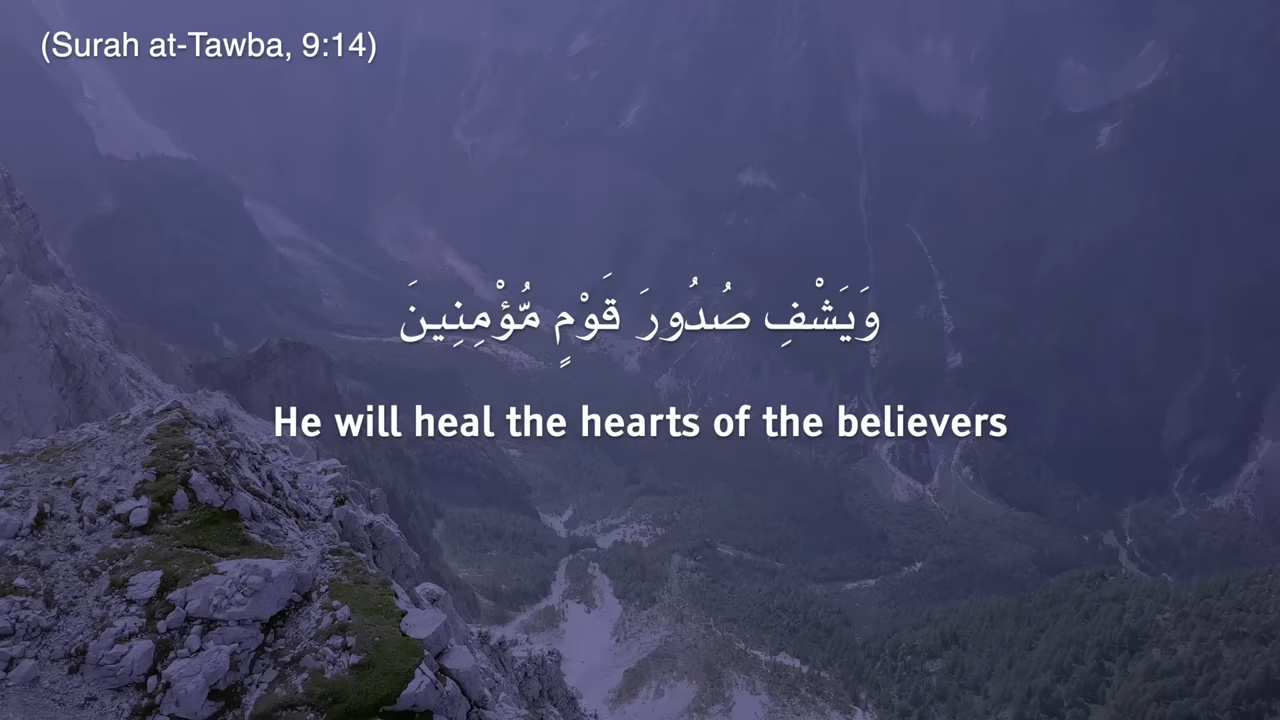 (Surah at-Tawba, 9:14)
وَيَشْفِ صُدُورَ قَوْمٍ مُّؤْمِنِينَ
He will heal the hearts of the believers